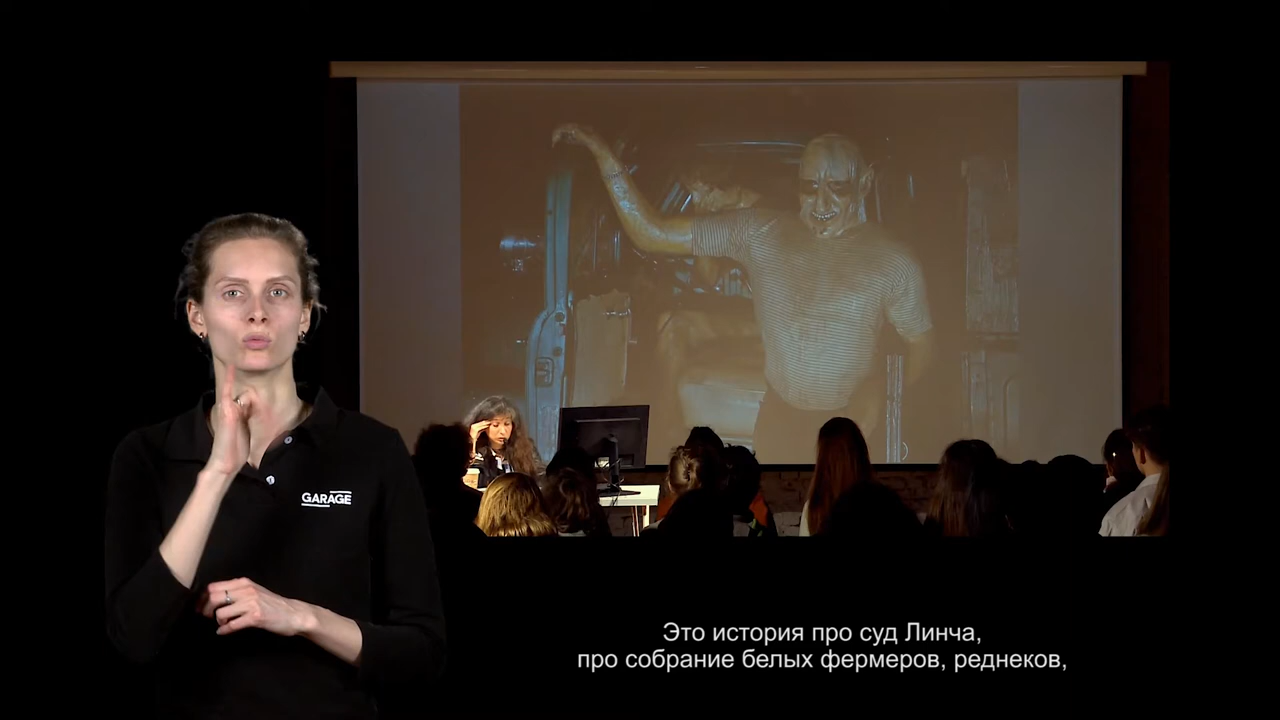 GARAGE
Это история про суд Линча,
про собрание белых фермеров, реднеков,